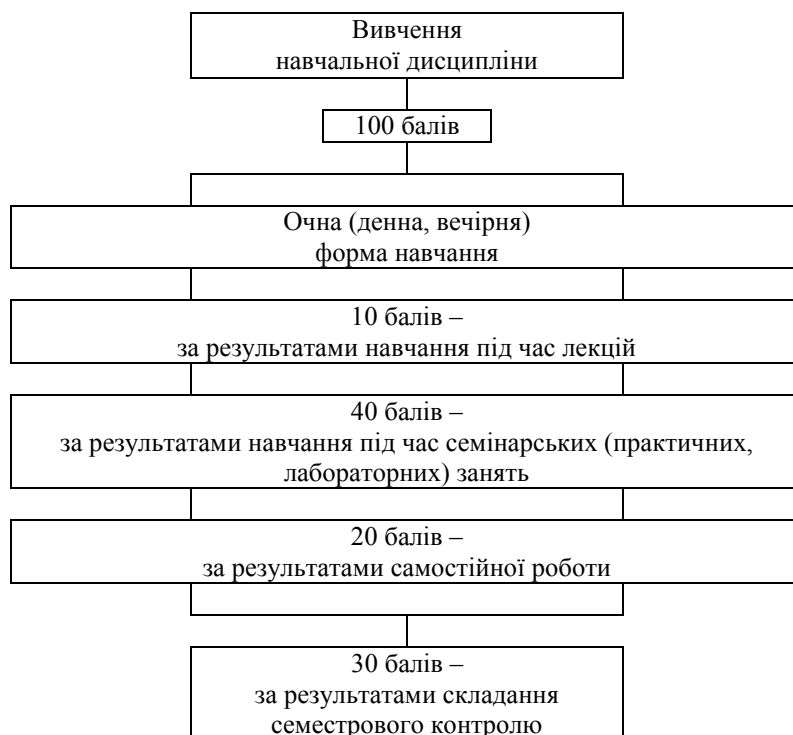 Вивчення
навчальної дисципліни
100 балів
Очна (денна, вечірня)
форма навчання
10 балів –
за результатами навчання під час лекцій
40 балів –
за результатами навчання під час семінарських (практичних,
лабораторних) занять
20 балів –
за результатами самостійної роботи
30 балів –
за результатами складання
семестрового контролю